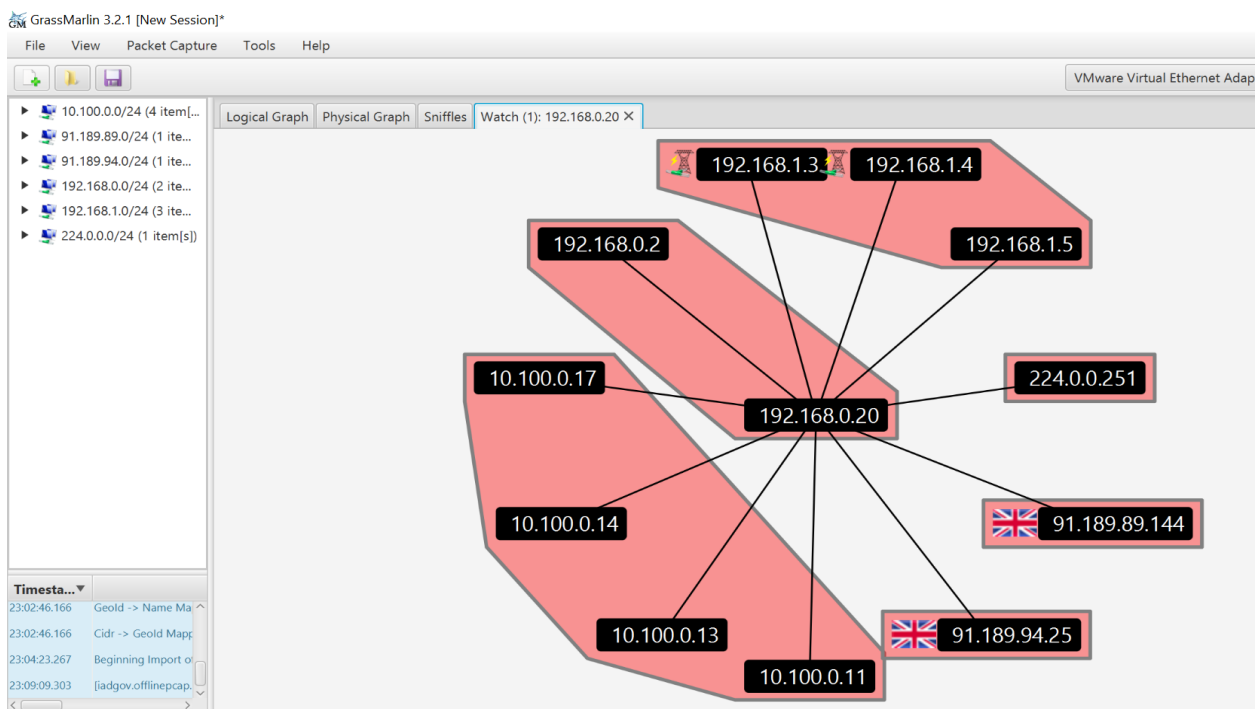 GrassMarlin 3.2.1 [New Session]*
File View Packet Capture Tools Help
VMware Virtual Ethernet Adap
10.100.0.0/24 (4 item[...
91.189.89.0/24 (1 ite...
91.189.94.0/24 (1 ite...
192.168.0.0/24 (2 ite...
192.168.1.0/24 (3 ite...
224.0.0.0/24 (1 item[s])
Logical Graph Physical Graph Sniffles Watch (1): 192.168.0.20 ×
192.168.1.3 192.168.1.4
192.168.0.2 192.168.1.5
10.100.0.17 224.0.0.251
192.168.0.20
10.100.0.14 91.189.89.144
10.100.0.13 91.189.94.25
10.100.0.11
Timesta...▼
23:02:46.166 GeoId -> Name Ma
23:02:46.166 Cidr -> GeoId Mapp
23:04:23.267 Beginning Import of
23:09:09.303 [iadgov.offlinepcap.